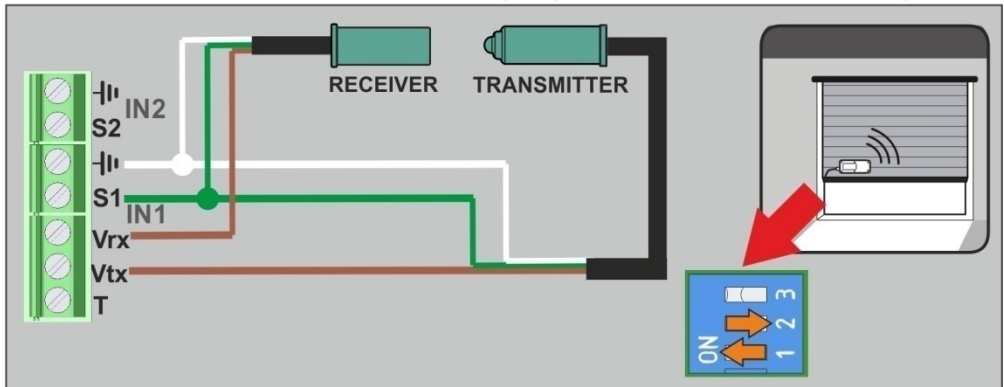 RECEIVER
TRANSMITTER
IN2
S2
S1
IN1
Vrx
Vtx
T
ON
1
2
3